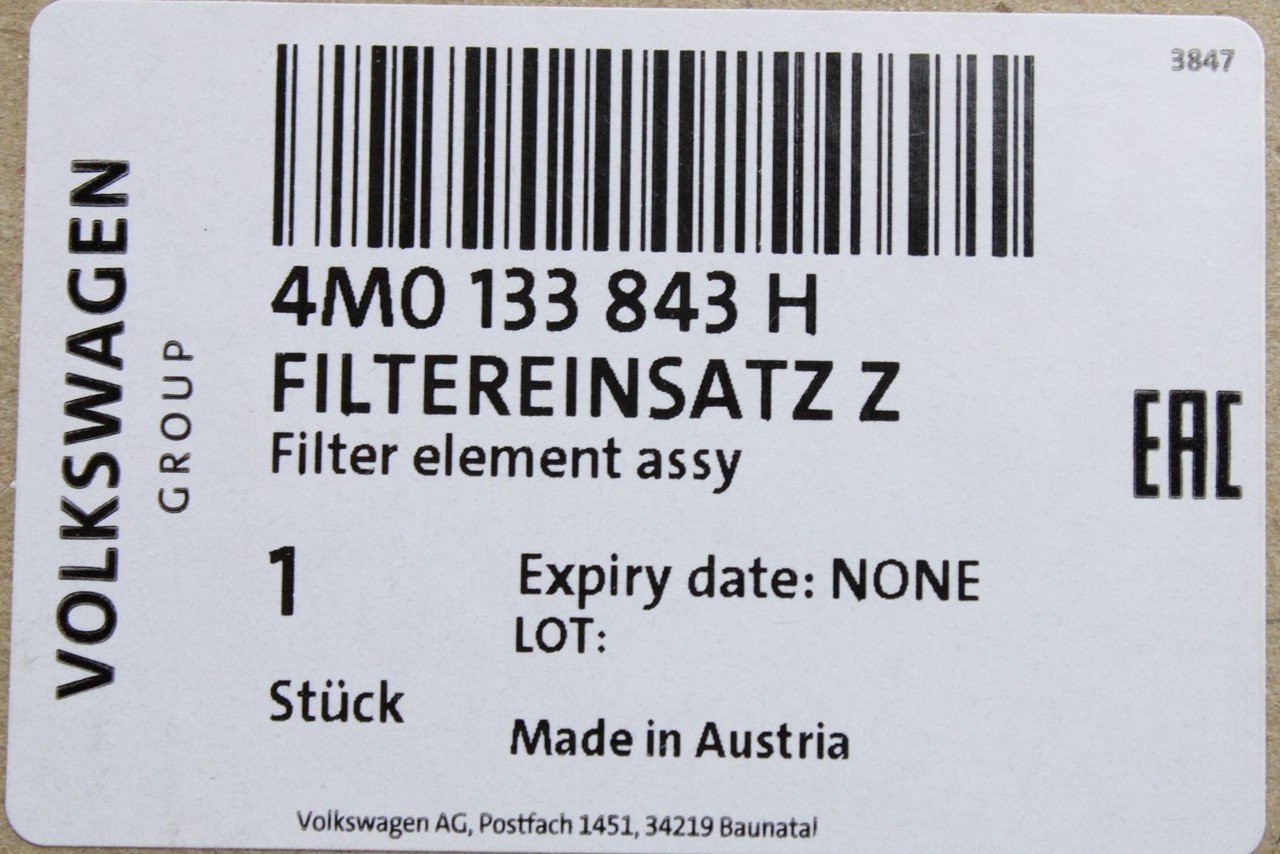 3847
VOLKSWAGEN
GROUP
4M0 133 843 H
FILTEREINSATZ Z
Filter element assy
EAC
1
Expiry date: NONE
LOT:
Stück
Made in Austria
Volkswagen AG, Postfach 1451, 34219 Baunatal